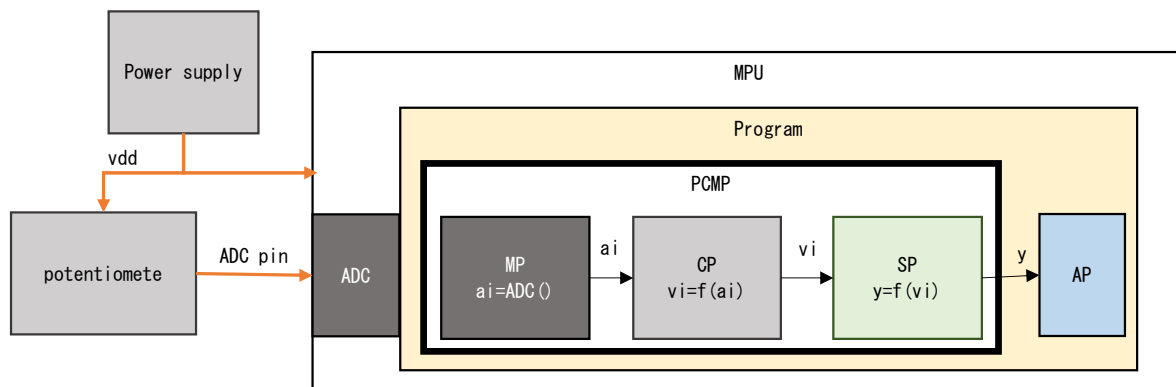 Power supply
MPU
Program
vdd
PCMP
potentiomete
ADC pin
ADC
MP
ai=ADC()
ai
CP
vi=f(ai)
vi
SP
y=f(vi)
y
AP